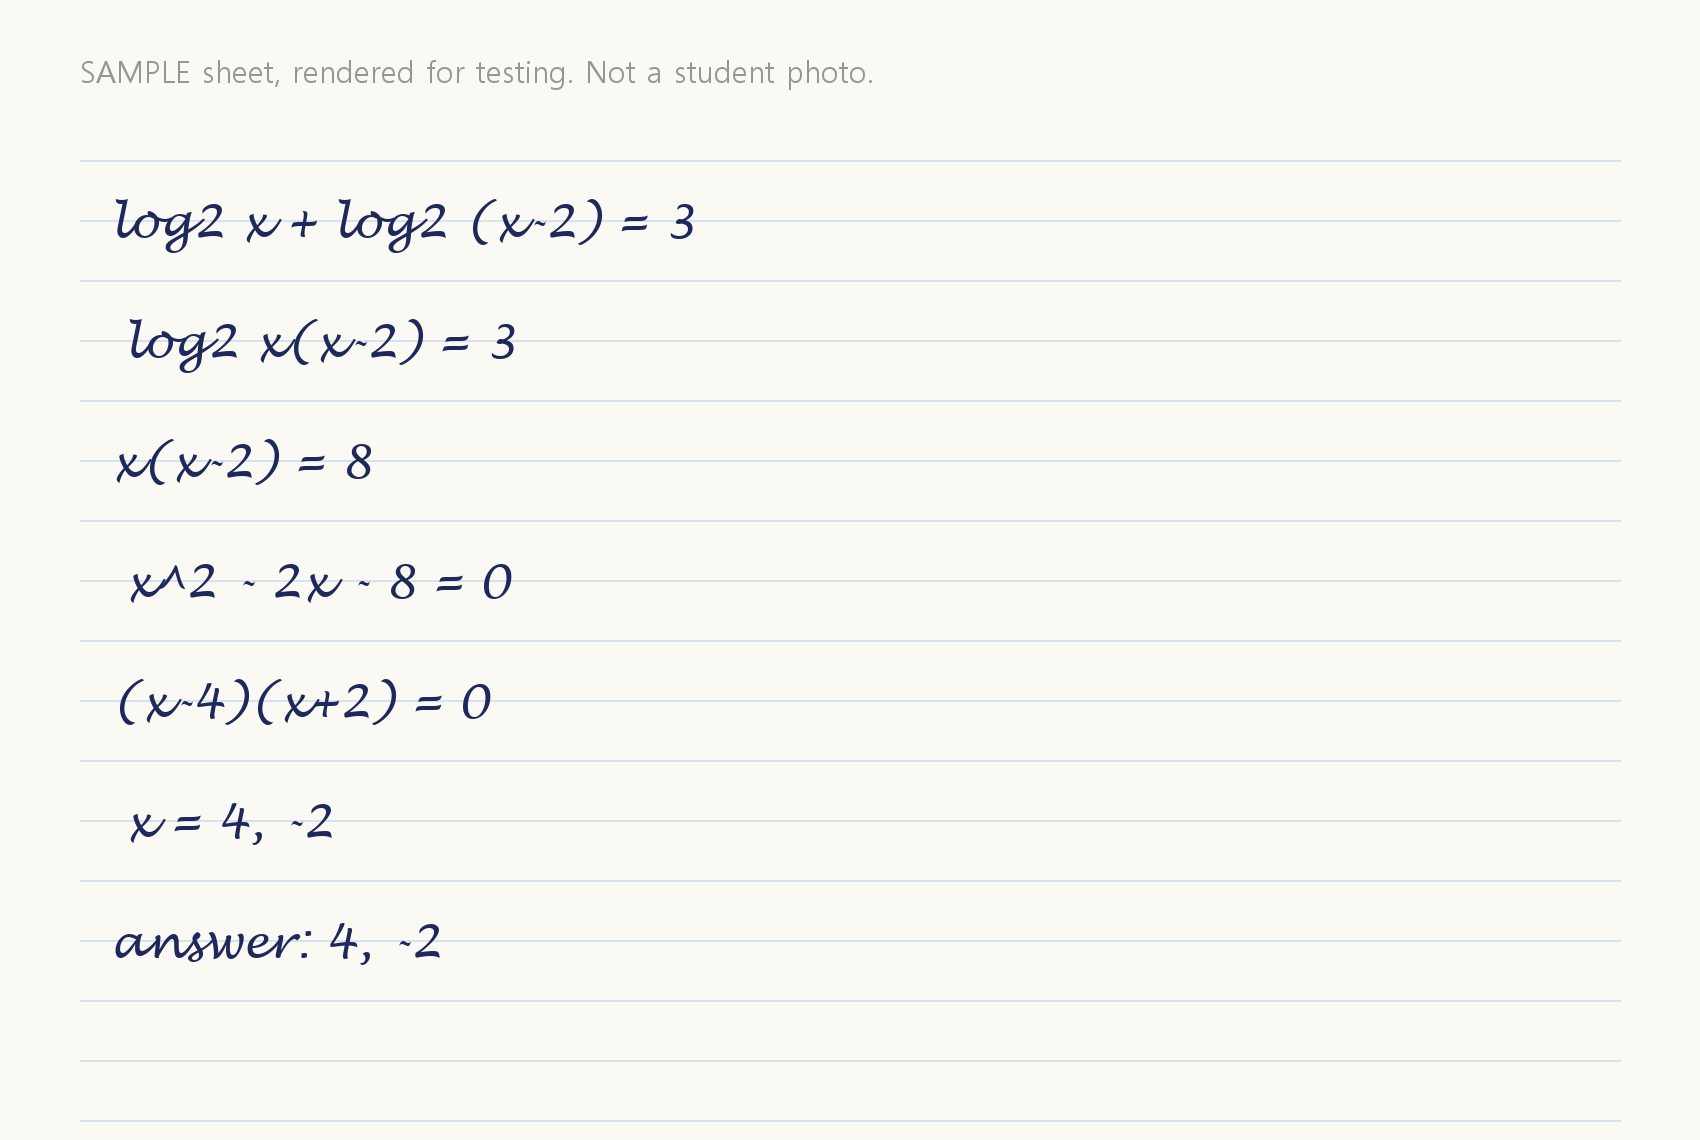 SAMPLE sheet, rendered for testing. Not a student photo.
log2 x + log2 (x-2) = 3
log2 x(x-2) = 3
x(x-2) = 8
x^2 - 2x - 8 = 0
(x-4)(x+2) = 0
x = 4, -2
answer: 4, -2